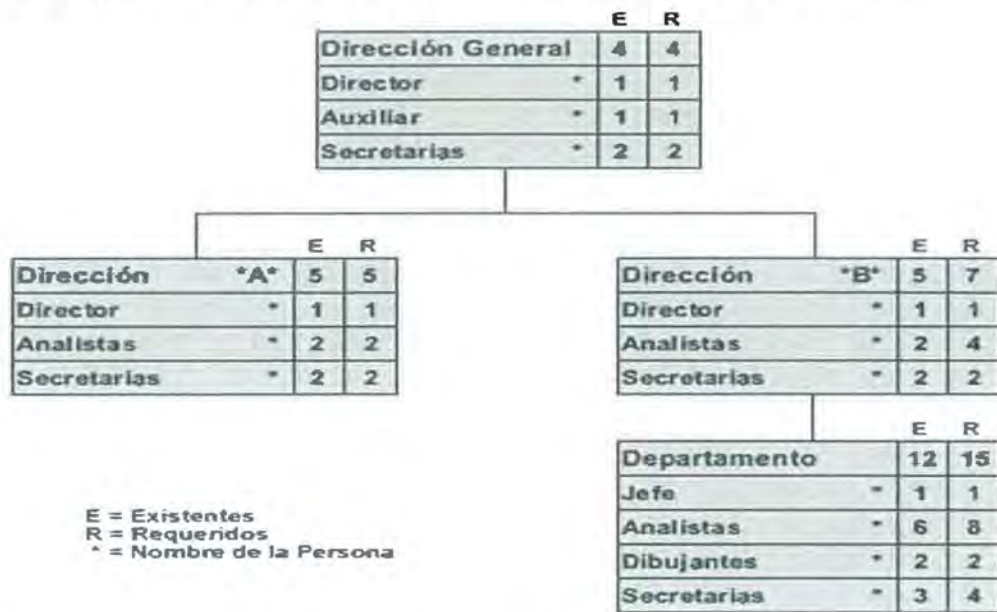 E R
Dirección General 4 4
Director * 1 1
Auxiliar * 1 1
Secretarias * 2 2
E R
Dirección "A" 5 5
Director * 1 1
Analistas * 2 2
Secretarias * 2 2
E R
Dirección "B" 5 7
Director * 1 1
Analistas * 2 4
Secretarias * 2 2
E R
Departamento 12 15
Jefe * 1 1
Analistas * 6 8
Dibujantes * 2 2
Secretarias * 3 4
E = Existentes
R = Requeridos
* = Nombre de la Persona